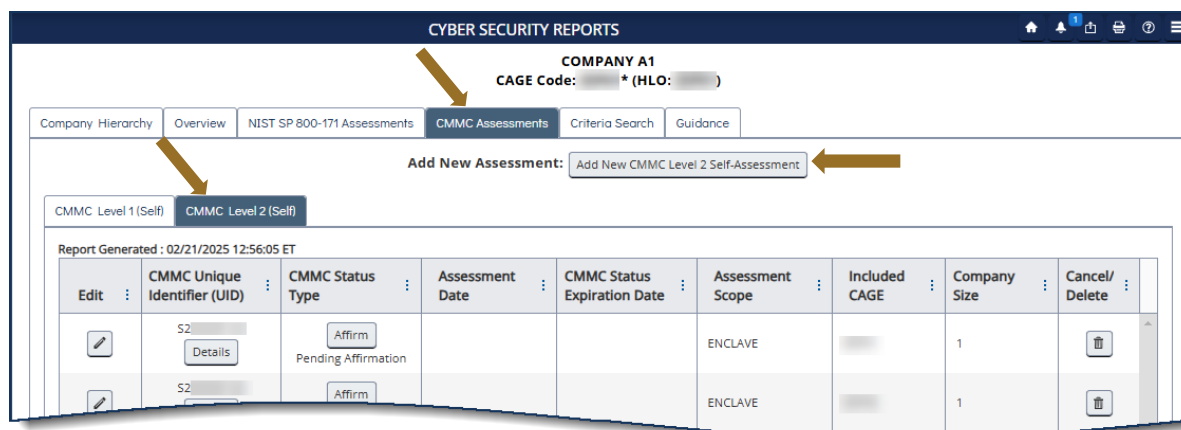 CYBER SECURITY REPORTS
1
COMPANY A1
CAGE Code: * (HLO: )
Company Hierarchy Overview NIST SP 800-171 Assessments CMMC Assessments Criteria Search Guidance
Add New Assessment: Add New CMMC Level 2 Self-Assessment
CMMC Level 1 (Self) CMMC Level 2 (Self)
Report Generated : 02/21/2025 12:56:05 ET
Edit CMMC Unique Identifier (UID) CMMC Status Type Assessment Date CMMC Status Expiration Date Assessment Scope Included CAGE Company Size Cancel/ Delete
S2 Affirm
Details Pending Affirmation ENCLAVE 1
S2 Affirm
ENCLAVE 1